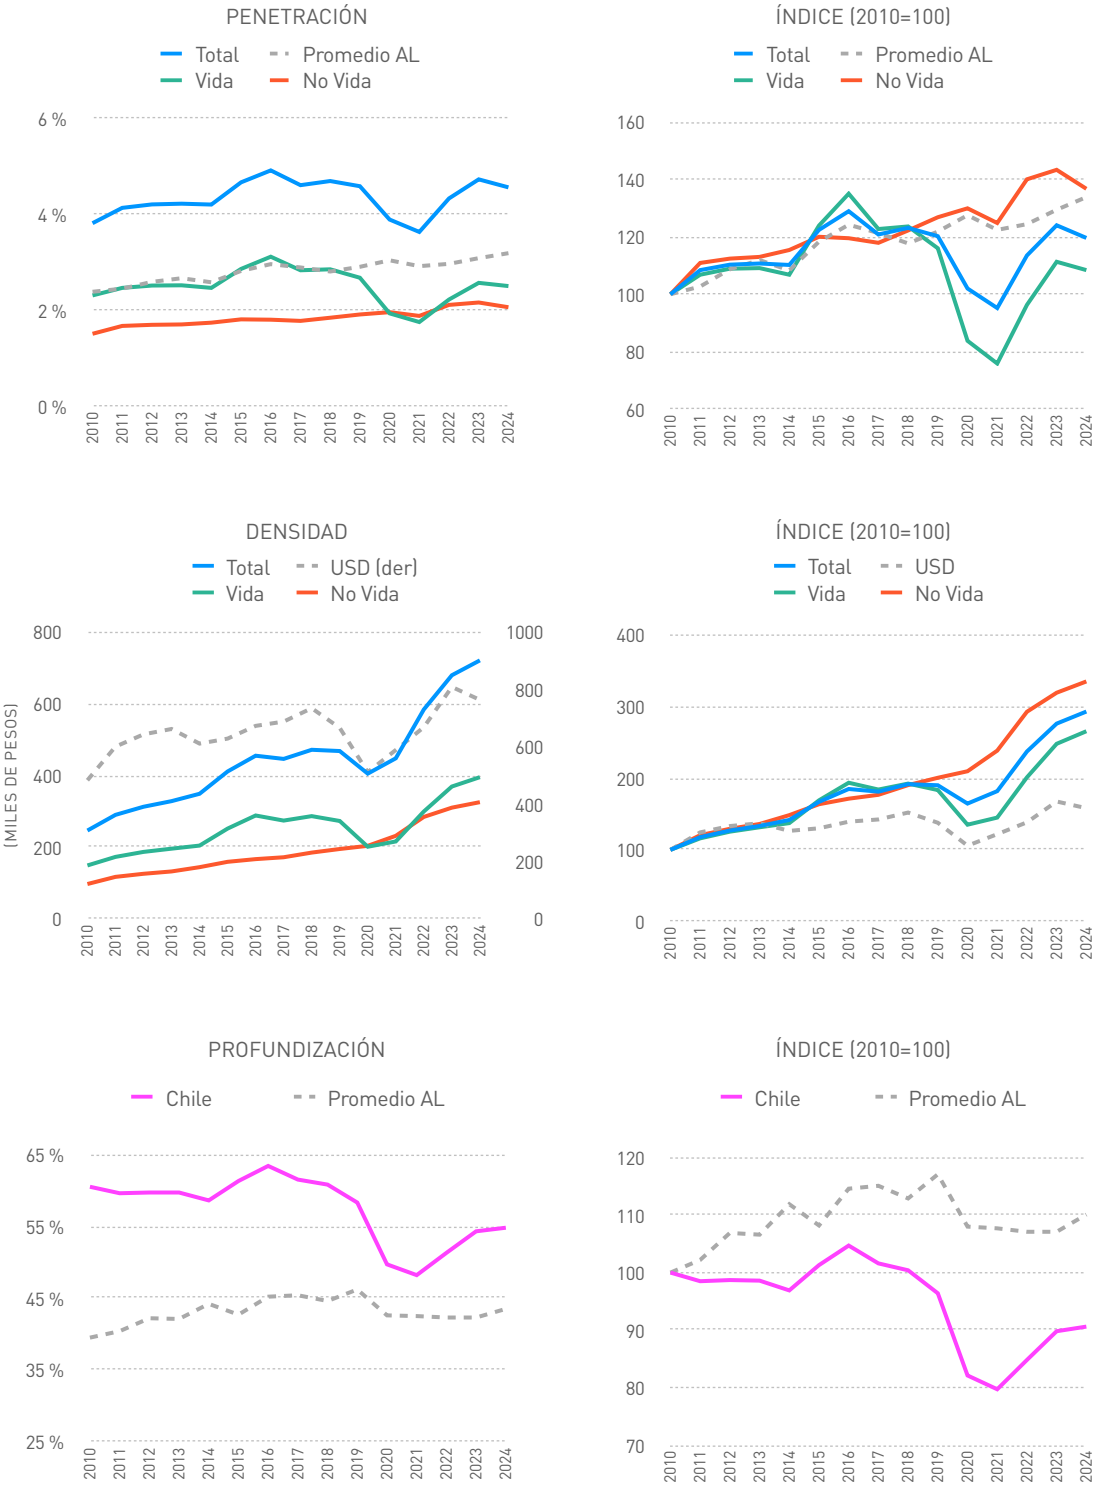 PENETRACIÓN
Total Promedio AL
Vida No Vida
6 %
4 %
2 %
0 %
2010 2011 2012 2013 2014 2015 2016 2017 2018 2019 2020 2021 2022 2023 2024
ÍNDICE (2010=100)
Total Promedio AL
Vida No Vida
160
140
120
100
80
60
2010 2011 2012 2013 2014 2015 2016 2017 2018 2019 2020 2021 2022 2023 2024
DENSIDAD
Total USD (der)
Vida No Vida
(MILES DE PESOS)
800 1000
600 800
400 600
200 400
0 200
0
2010 2011 2012 2013 2014 2015 2016 2017 2018 2019 2020 2021 2022 2023 2024
ÍNDICE (2010=100)
Total USD
Vida No Vida
400
300
200
100
0
2010 2011 2012 2013 2014 2015 2016 2017 2018 2019 2020 2021 2022 2023 2024
PROFUNDIZACIÓN
Chile Promedio AL
65 %
55 %
45 %
35 %
25 %
2010 2011 2012 2013 2014 2015 2016 2017 2018 2019 2020 2021 2022 2023 2024
ÍNDICE (2010=100)
Chile Promedio AL
120
110
100
90
80
70
2010 2011 2012 2013 2014 2015 2016 2017 2018 2019 2020 2021 2022 2023 2024